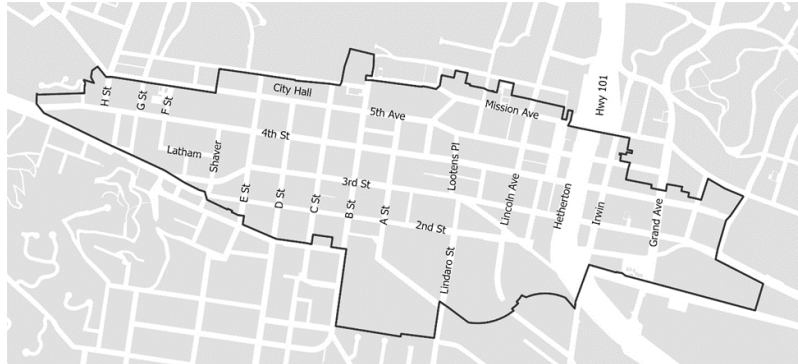 Hwy 101
City Hall
H St
G St
F St
5th Ave
Mission Ave
4th St
Latham
Shaver
Lootens Pl
3rd St
E St
D St
C St
B St
A St
Lincoln Ave
Hetherton
Irwin
Grand Ave
2nd St
Lindaro St